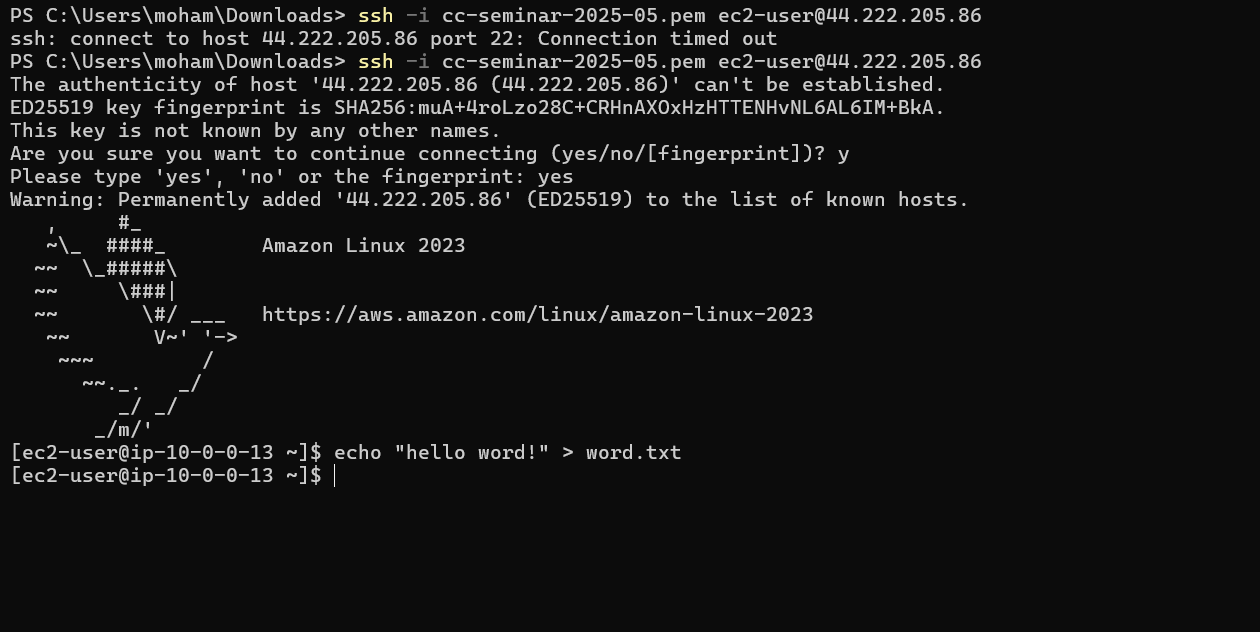 PS C:\Users\moham\Downloads> ssh -i cc-seminar-2025-05.pem ec2-user@44.222.205.86
ssh: connect to host 44.222.205.86 port 22: Connection timed out
PS C:\Users\moham\Downloads> ssh -i cc-seminar-2025-05.pem ec2-user@44.222.205.86
The authenticity of host '44.222.205.86 (44.222.205.86)' can't be established.
ED25519 key fingerprint is SHA256:muA+4roLzo28C+CRHnAXOxHzHTTENHvNL6AL6IM+BkA.
This key is not known by any other names.
Are you sure you want to continue connecting (yes/no/[fingerprint])? y
Please type 'yes', 'no' or the fingerprint: yes
Warning: Permanently added '44.222.205.86' (ED25519) to the list of known hosts.
   ,     #_
   ~\_  ####_        Amazon Linux 2023
  ~~  \_#####\
  ~~     \###|
  ~~       \#/ ___   https://aws.amazon.com/linux/amazon-linux-2023
   ~~       V~' '->
    ~~~         /
      ~~._.   _/
         _/ _/
       _/m/'
[ec2-user@ip-10-0-0-13 ~]$ echo "hello word!" > word.txt
[ec2-user@ip-10-0-0-13 ~]$